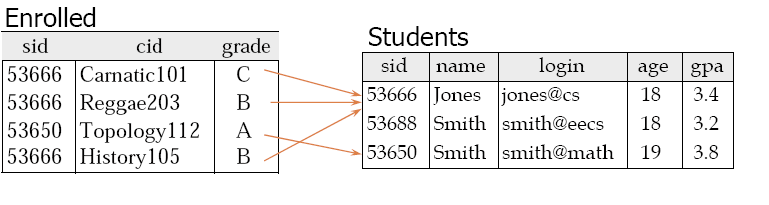 Enrolled
sid cid grade
53666 Carnatic101 C
53666 Reggae203 B
53650 Topology112 A
53666 History105 B
Students
sid name login age gpa
53666 Jones jones@cs 18 3.4
53688 Smith smith@eecs 18 3.2
53650 Smith smith@math 19 3.8